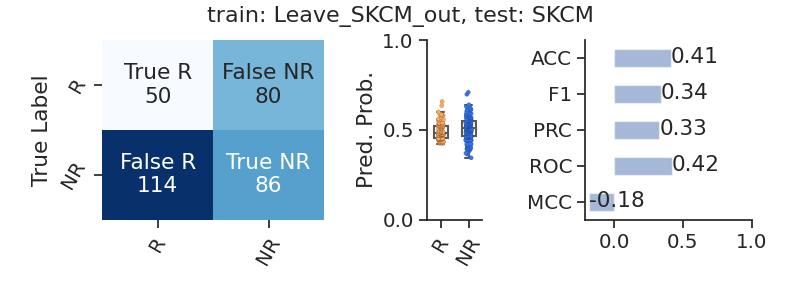 train: Leave_SKCM_out, test: SKCM
True Label
R
NR
True R
50
False NR
80
False R
114
True NR
86
R
NR
Pred. Prob.
1.0
0.5
0.0
R
NR
ACC
F1
PRC
ROC
MCC
0.41
0.34
0.33
0.42
-0.18
0.0
0.5
1.0